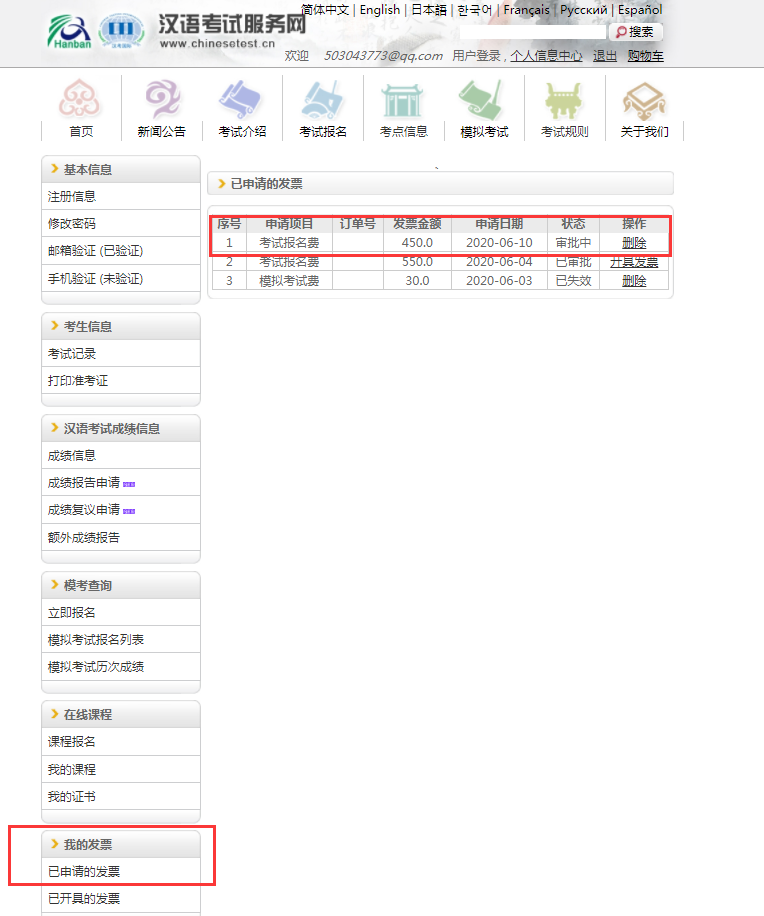 简体中文 | English | 日本語 | 한국어 | Français | Русский | Español
Hanban
汉语考试服务网
www.chinesetest.cn
搜索
欢迎 503043773@qq.com 用户登录 , 个人信息中心 退出 购物车
首页 新闻公告 考试介绍 考试报名 考点信息 模拟考试 考试规则 关于我们
基本信息
注册信息
修改密码
邮箱验证 (已验证)
手机验证 (未验证)
考生信息
考试记录
打印准考证
汉语考试成绩信息
成绩信息
成绩报告申请
成绩复议申请
额外成绩报告
模考查询
立即报名
模拟考试报名列表
模拟考试历次成绩
在线课程
课程报名
我的课程
我的证书
我的发票
已申请的发票
已开具的发票
已申请的发票
序号 申请项目 订单号 发票金额 申请日期 状态 操作
1 考试报名费 450.0 2020-06-10 审批中 删除
2 考试报名费 550.0 2020-06-04 已审批 开具发票
3 模拟考试费 30.0 2020-06-03 已失效 删除